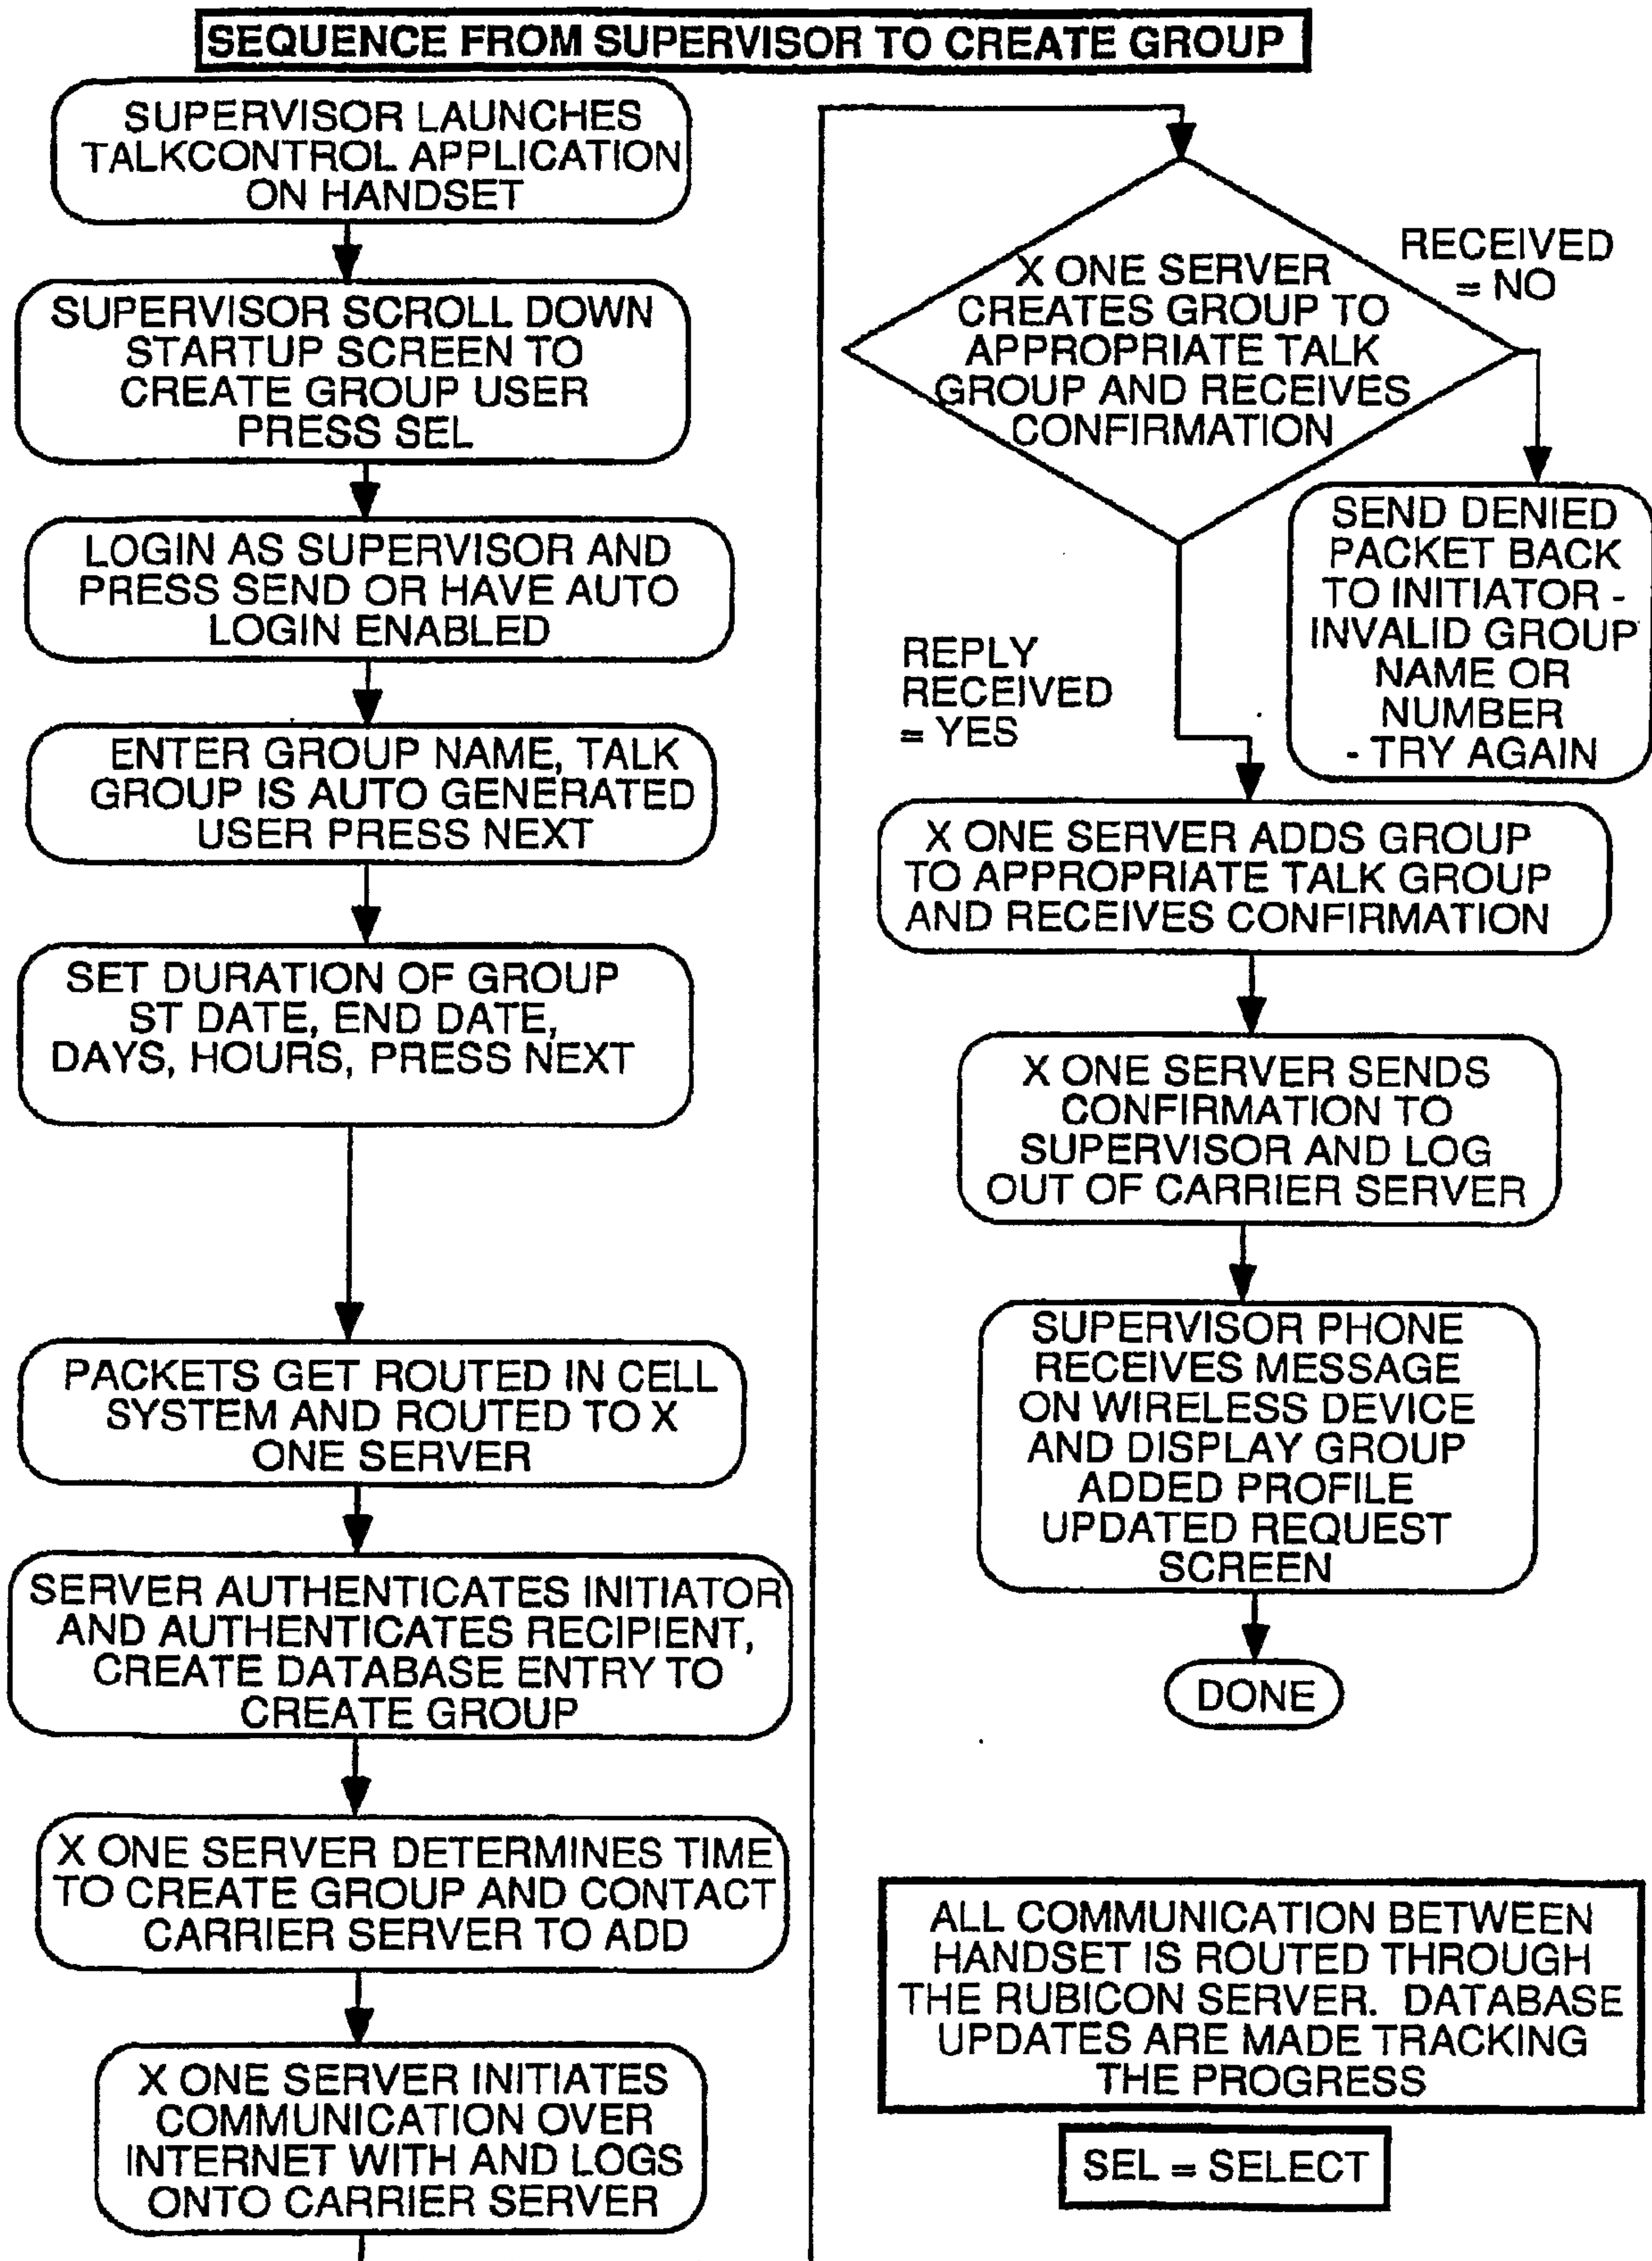 SEQUENCE FROM SUPERVISOR TO CREATE GROUP
SUPERVISOR LAUNCHES
TALKCONTROL APPLICATION
ON HANDSET
SUPERVISOR SCROLL DOWN
STARTUP SCREEN TO
CREATE GROUP USER
PRESS SEL
LOGIN AS SUPERVISOR AND
PRESS SEND OR HAVE AUTO
LOGIN ENABLED
ENTER GROUP NAME, TALK
GROUP IS AUTO GENERATED
USER PRESS NEXT
SET DURATION OF GROUP
ST DATE, END DATE,
DAYS, HOURS, PRESS NEXT
PACKETS GET ROUTED IN CELL
SYSTEM AND ROUTED TO X
ONE SERVER
SERVER AUTHENTICATES INITIATOR
AND AUTHENTICATES RECIPIENT,
CREATE DATABASE ENTRY TO
CREATE GROUP
X ONE SERVER DETERMINES TIME
TO CREATE GROUP AND CONTACT
CARRIER SERVER TO ADD
X ONE SERVER INITIATES
COMMUNICATION OVER
INTERNET WITH AND LOGS
ONTO CARRIER SERVER
X ONE SERVER
CREATES GROUP TO
APPROPRIATE TALK
GROUP AND RECEIVES
CONFIRMATION
RECEIVED
= NO
SEND DENIED
PACKET BACK
TO INITIATOR -
INVALID GROUP
NAME OR
NUMBER
- TRY AGAIN
REPLY
RECEIVED
= YES
X ONE SERVER ADDS GROUP
TO APPROPRIATE TALK GROUP
AND RECEIVES CONFIRMATION
X ONE SERVER SENDS
CONFIRMATION TO
SUPERVISOR AND LOG
OUT OF CARRIER SERVER
SUPERVISOR PHONE
RECEIVES MESSAGE
ON WIRELESS DEVICE
AND DISPLAY GROUP
ADDED PROFILE
UPDATED REQUEST
SCREEN
DONE
ALL COMMUNICATION BETWEEN
HANDSET IS ROUTED THROUGH
THE RUBICON SERVER. DATABASE
UPDATES ARE MADE TRACKING
THE PROGRESS
SEL = SELECT